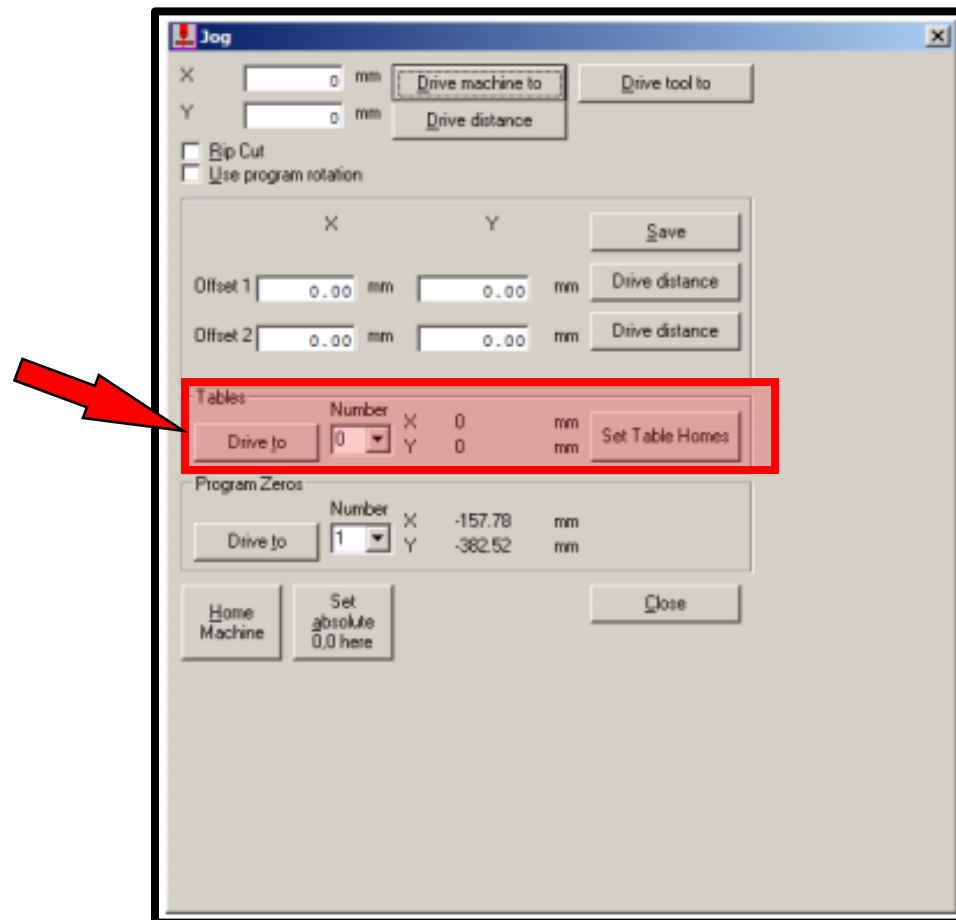 Jog
X 0 mm Drive machine to Drive tool to
Y 0 mm Drive distance
Rip Cut
Use program rotation
X Y Save
Offset 1 0.00 mm 0.00 mm Drive distance
Offset 2 0.00 mm 0.00 mm Drive distance
Tables
Number
Drive to 0 X 0 mm Set Table Homes
Y 0 mm
Program Zeros
Number
Drive to 1 X -157.78 mm
Y -382.52 mm
Home Machine Set absolute 0,0 here Close